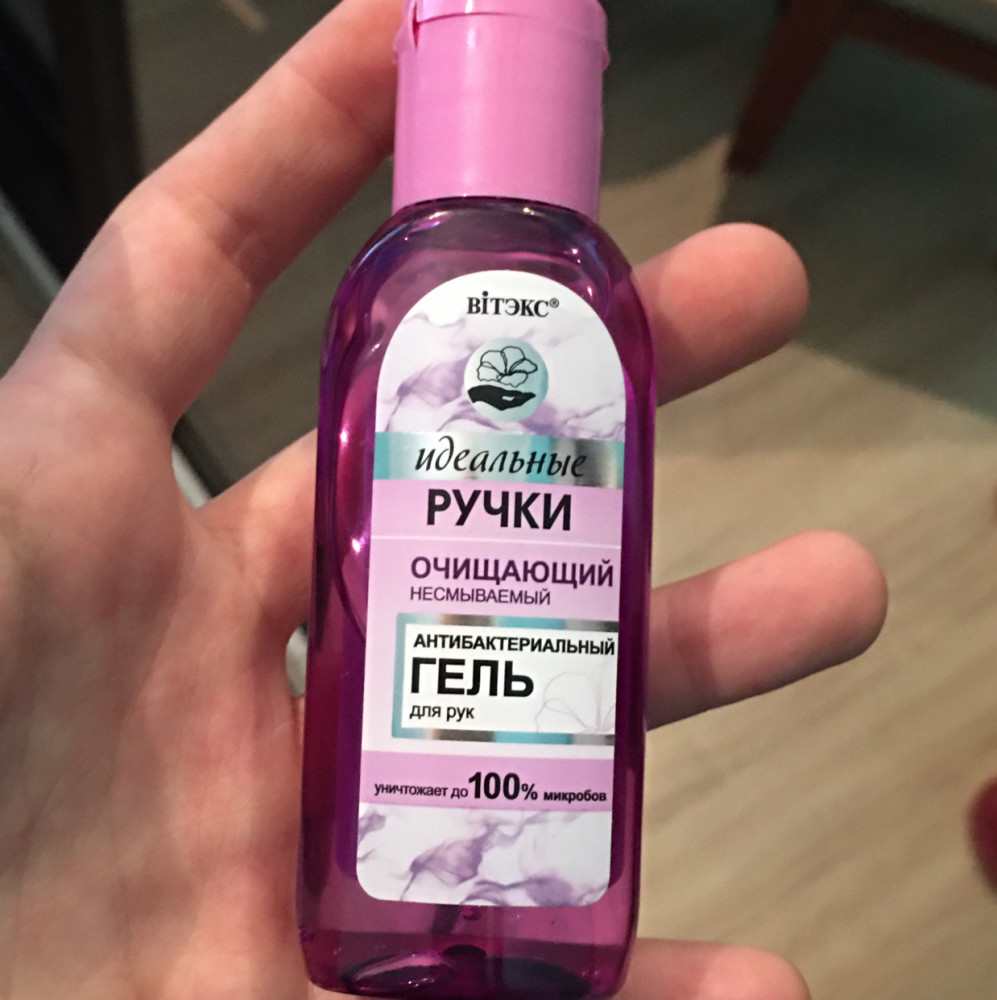 ВIТЭКС®
идеальные
РУЧКИ
ОЧИЩАЮЩИЙ
НЕСМЫВАЕМЫЙ
АНТИБАКТЕРИАЛЬНЫЙ
ГЕЛЬ
для рук
уничтожает до 100% микробов